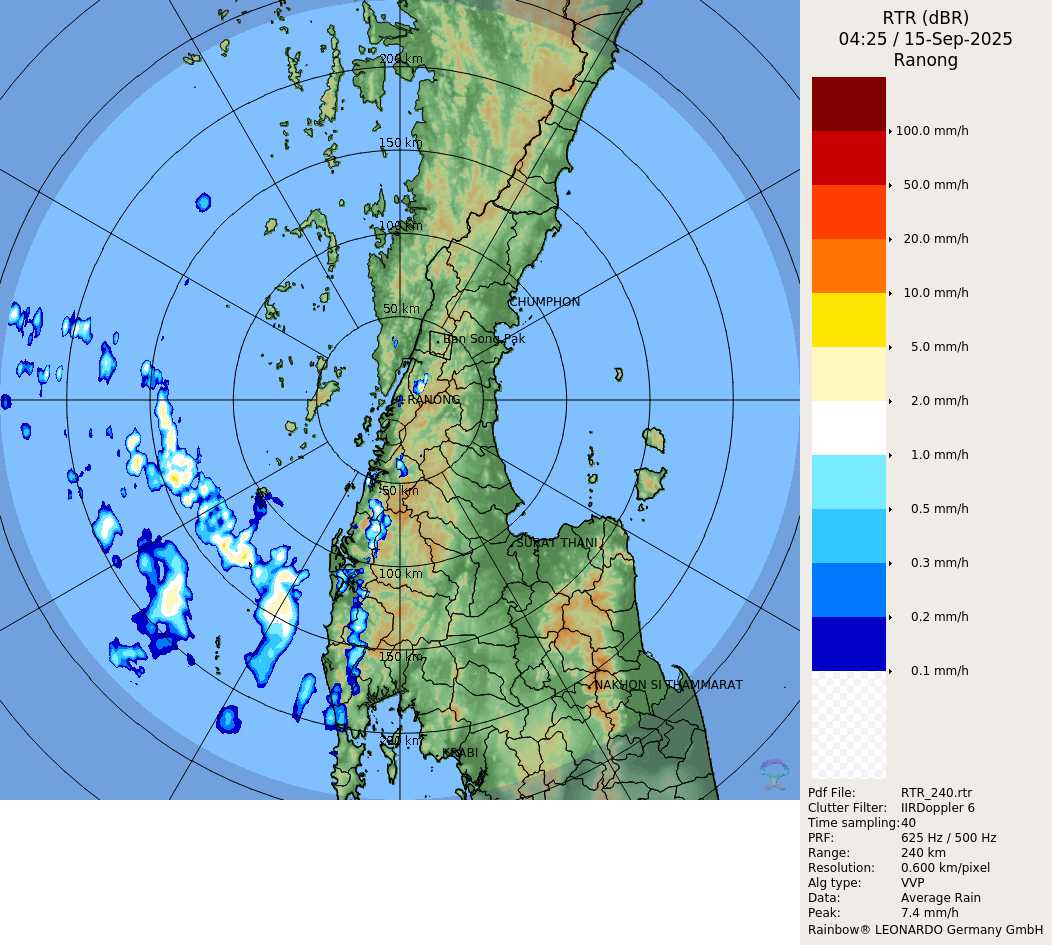 RTR (dBR)
04:25 / 15-Sep-2025
Ranong
200 km
150 km
100 km
50 km
CHUMPHON
Ban Song Pak
RANONG
50 km
SURAT THANI
100 km
150 km
NAKHON SI THAMMARAT
200 km
KRABI
100.0 mm/h
50.0 mm/h
20.0 mm/h
10.0 mm/h
5.0 mm/h
2.0 mm/h
1.0 mm/h
0.5 mm/h
0.3 mm/h
0.2 mm/h
0.1 mm/h
Pdf File: RTR_240.rtr
Clutter Filter: IIRDoppler 6
Time sampling:40
PRF: 625 Hz / 500 Hz
Range: 240 km
Resolution: 0.600 km/pixel
Alg type: VVP
Data: Average Rain
Peak: 7.4 mm/h
Rainbow® LEONARDO Germany GmbH